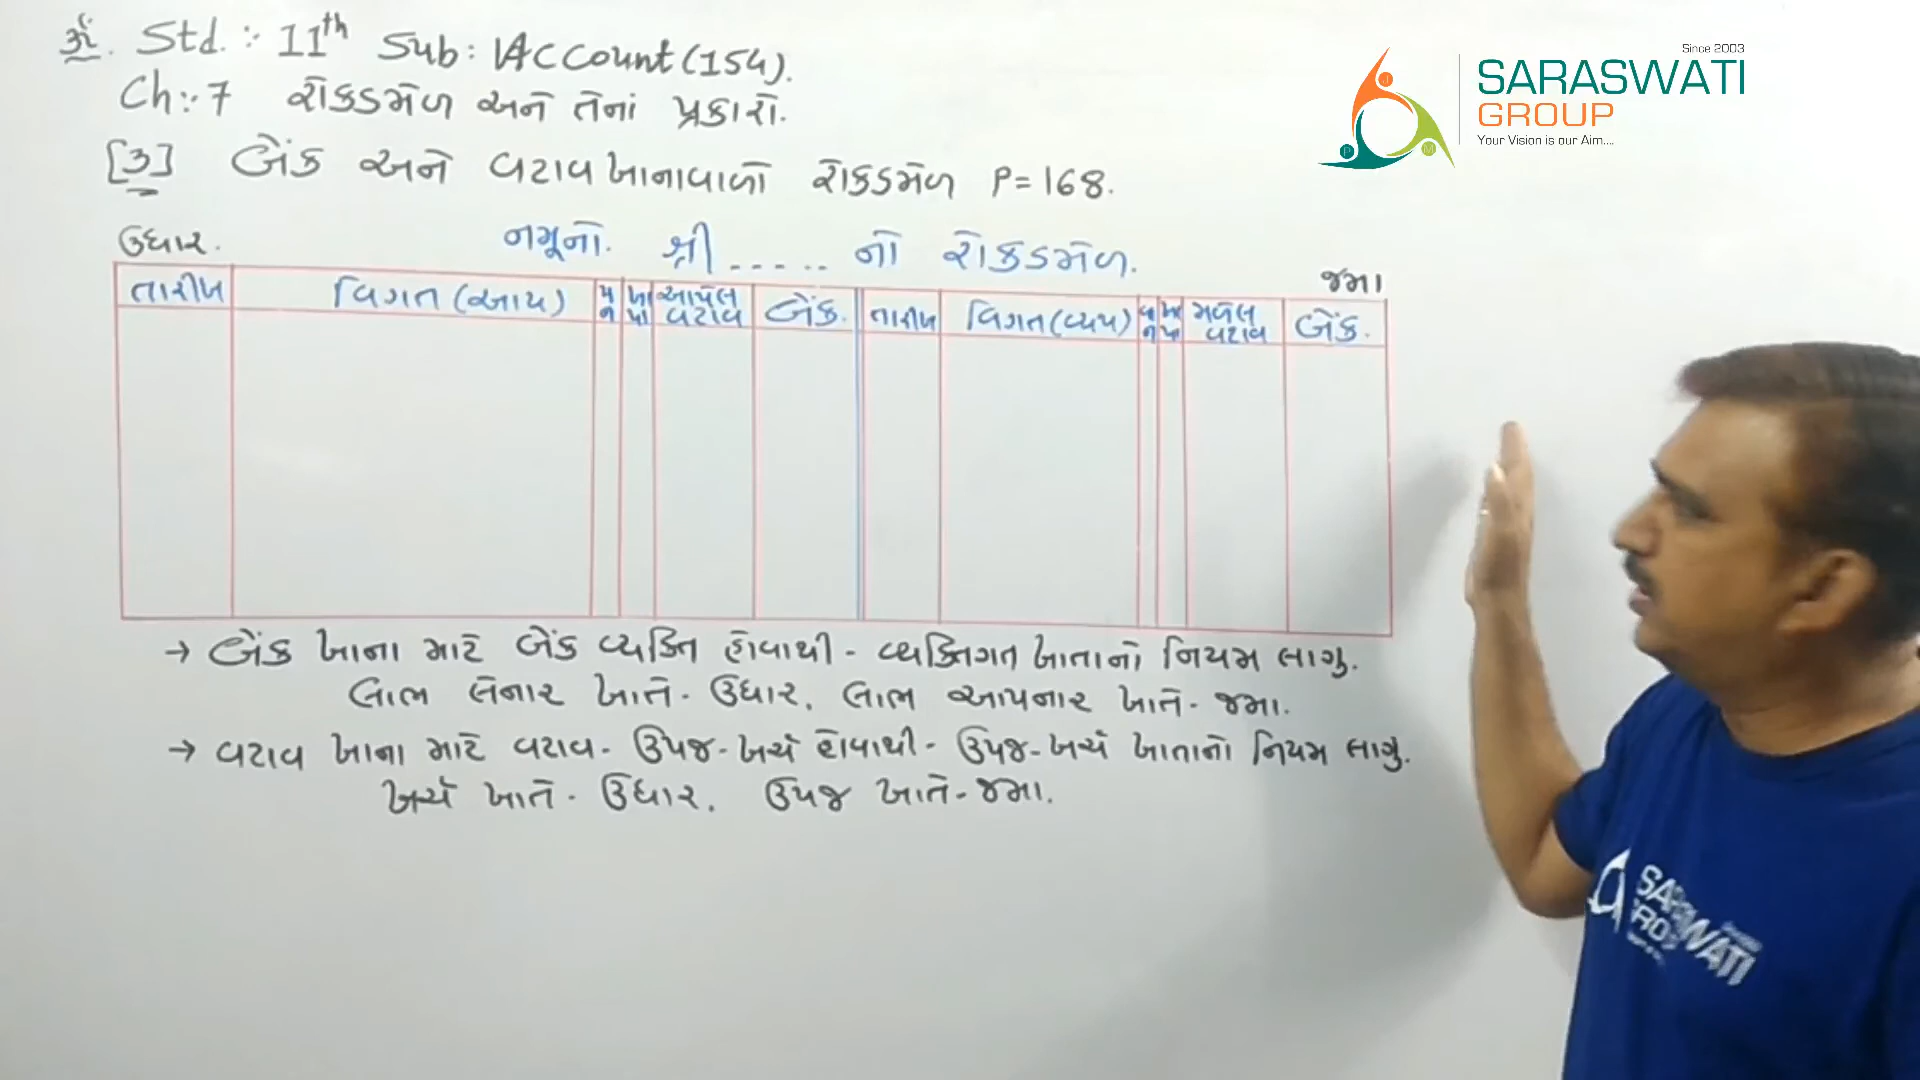 ૐ. Std. :- 11th Sub: Account (154).
Ch:-7 રોકડમેળ અને તેનાં પ્રકારો.
[3] બેંક અને વટાવ ખાનાવાળો રોકડમેળ P=168.
ઉધાર. નમૂનો. શ્રી ...... નો રોકડમેળ. જમા
તારીખ વિગત (આય) પ ન ખા પા આપેલ વટાવ બેંક. તારીખ વિગત (વ્યય) ખા પા મળેલ વટાવ બેંક.
→ બેંક ખાના માટે બેંક વ્યક્તિ હોવાથી - વ્યક્તિગત ખાતાનો નિયમ લાગુ.
લાભ લેનાર ખાતે - ઉધાર. લાભ આપનાર ખાતે - જમા.
→ વટાવ ખાના માટે વટાવ - ઉપજ - ખર્ચ હોવાથી - ઉપજ - ખર્ચ ખાતાનો નિયમ લાગુ.
ખર્ચ ખાતે - ઉધાર. ઉપજ ખાતે - જમા.
Since 2003
SARASWATI
GROUP
Your Vision is our Aim....
J
P
M
SARASWATI
GROUP